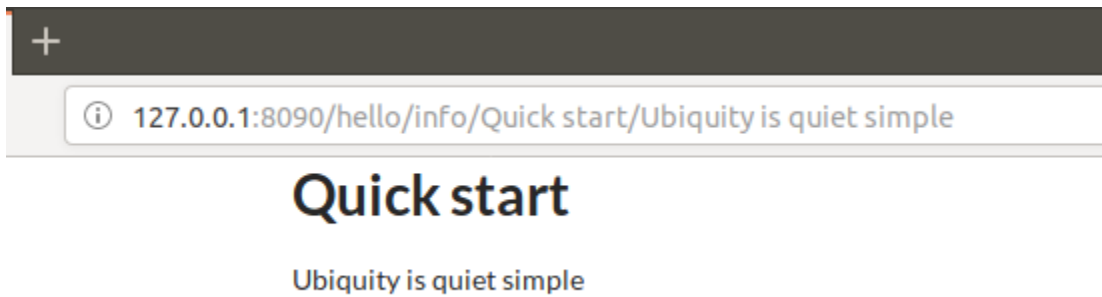 127.0.0.1:8090/hello/info/Quick start/Ubiquity is quiet simple
Quick start
Ubiquity is quiet simple